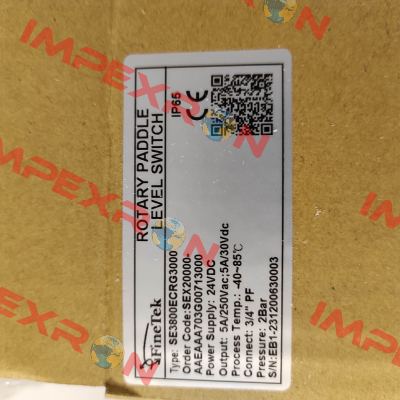 FineTek
ROTARY PADDLE
LEVEL SWITCH
IP65
CE
Type: SE3800ECRG3000
Order Code: SEX20000-
AAEAAA703G00713000
Power Supply: 24VDC
Output: 5A/250Vac;5A/30Vdc
Process Temp.: -40~85℃
Connect: 3/4" PF
Pressure: 2Bar
S/N:EB1-231200630003
IMPEXRON
IMPEXRON
IMPEXRON